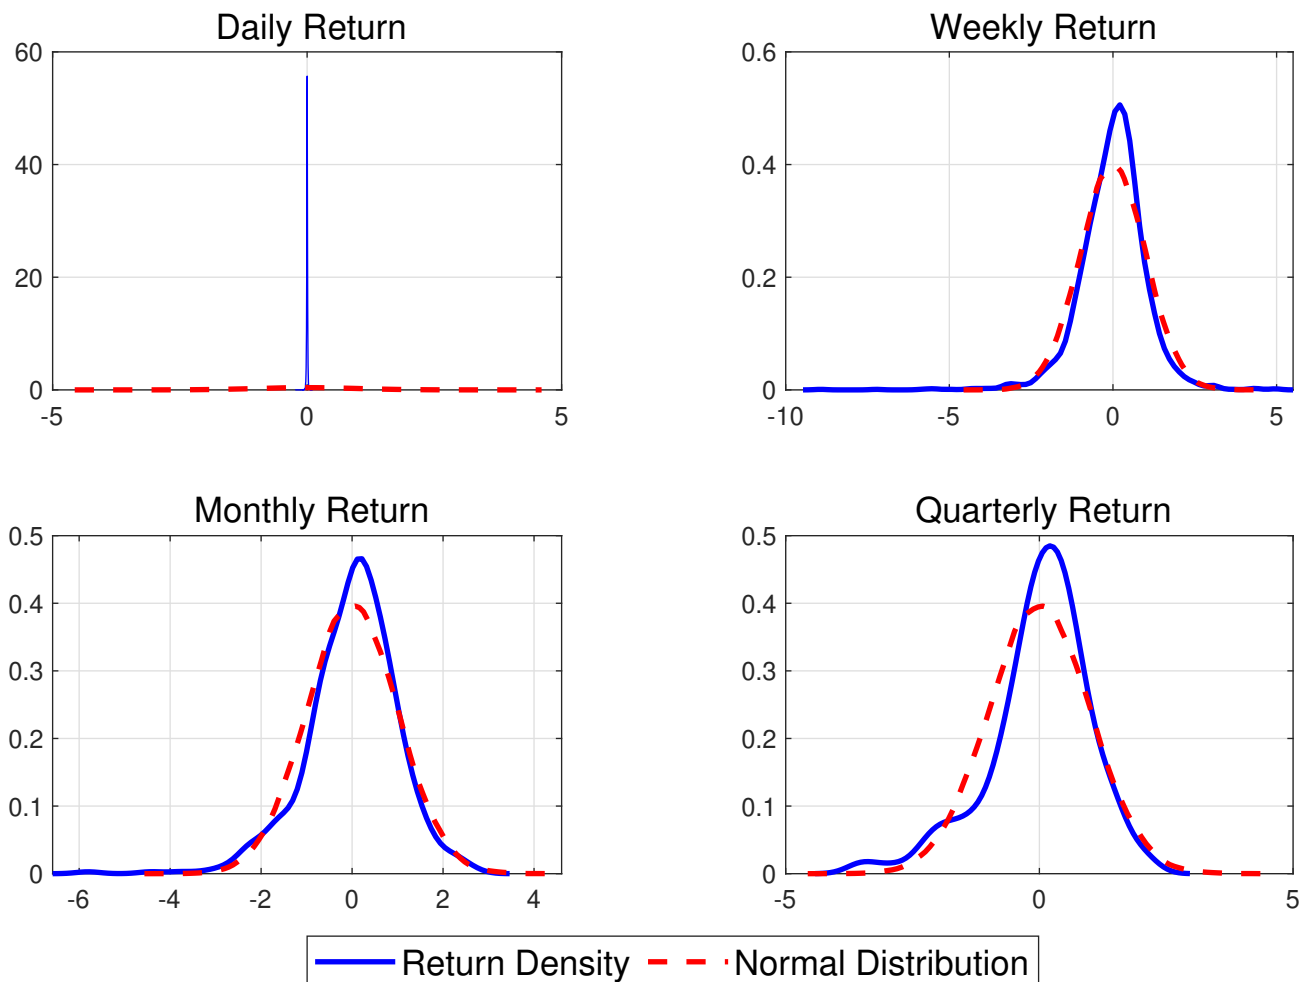 Daily Return
60
40
20
0
-5 0 5
Weekly Return
0.6
0.4
0.2
0
-10 -5 0 5
Monthly Return
0.5
0.4
0.3
0.2
0.1
0
-6 -4 -2 0 2 4
Quarterly Return
0.5
0.4
0.3
0.2
0.1
0
-5 0 5
Return Density Normal Distribution